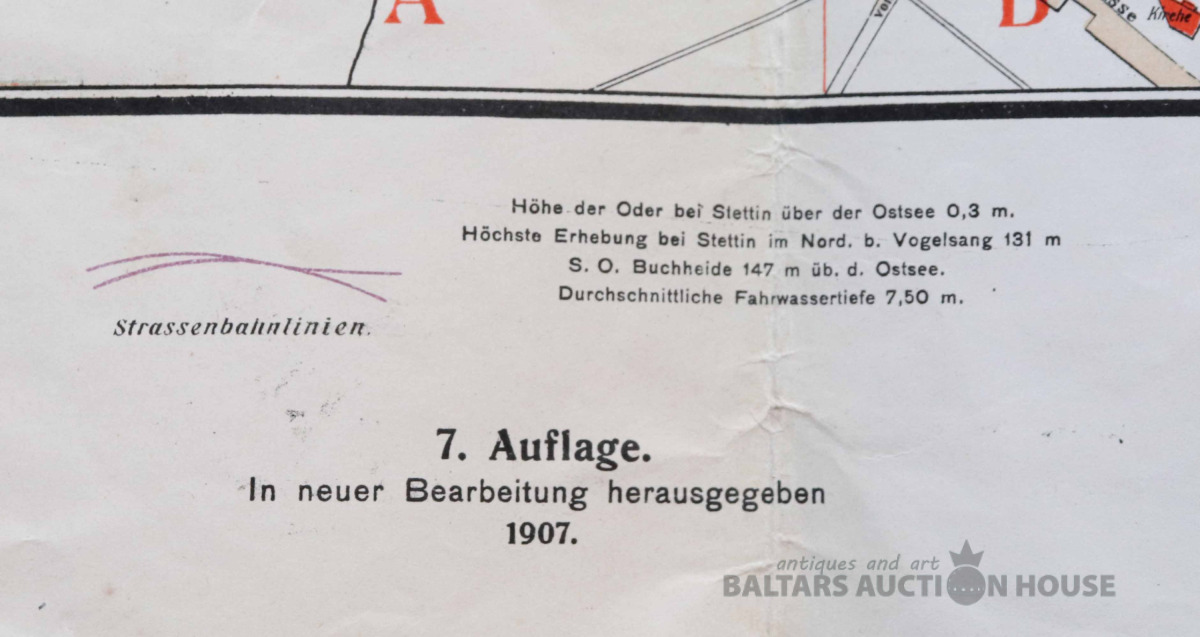 A
D
Kirche
Höhe der Oder bei Stettin über der Ostsee 0,3 m.
Höchste Erhebung bei Stettin im Nord. b. Vogelsang 131 m
S. O. Buchheide 147 m üb. d. Ostsee.
Durchschnittliche Fahrwassertiefe 7,50 m.
Strassenbahnlinien.
7. Auflage.
In neuer Bearbeitung herausgegeben
1907.
antiques and art
BALTARS AUCTION HOUSE